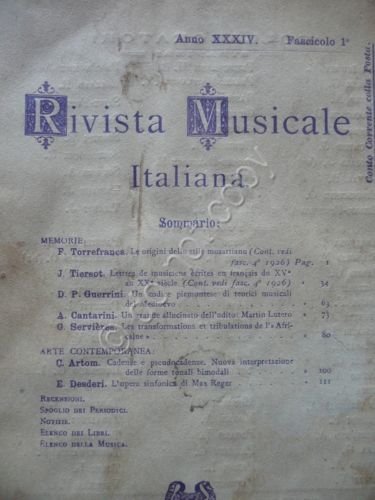 Anno XXXIV. — Fascicolo 1°
Conto Corrente colla Posta.
Rivista Musicale
Italiana
Sommario:
MEMORIE:
F. Torrefranca. Le origini dello stile mozartiano (Cont. vedi
fasc. 4° 1926) Pag. 1
J. Tiersot. Lettres de musiciens écrites en français du XVᵉ
au XXᵉ siècle (Cont. vedi fasc. 4° 1926) » 34
D. P. Guerrini. Un codice piemontese di teorici musicali
del Medioevo » 63
A. Cantarini. Un grande allucinato dell'udito: Martin Lutero » 73
G. Servières. Les transformations et tribulations de l'« Afri-
caine » 80
ARTE CONTEMPORANEA:
C. Artom. Cadenze e pseudocadenze. Nuova interpretazione
delle forme tonali bimodali » 100
E. Desderi. L'opera sinfonica di Max Reger » 111
RECENSIONI.
SPOGLIO DEI PERIODICI.
NOTIZIE.
ELENCO DEI LIBRI.
ELENCO DELLA MUSICA.